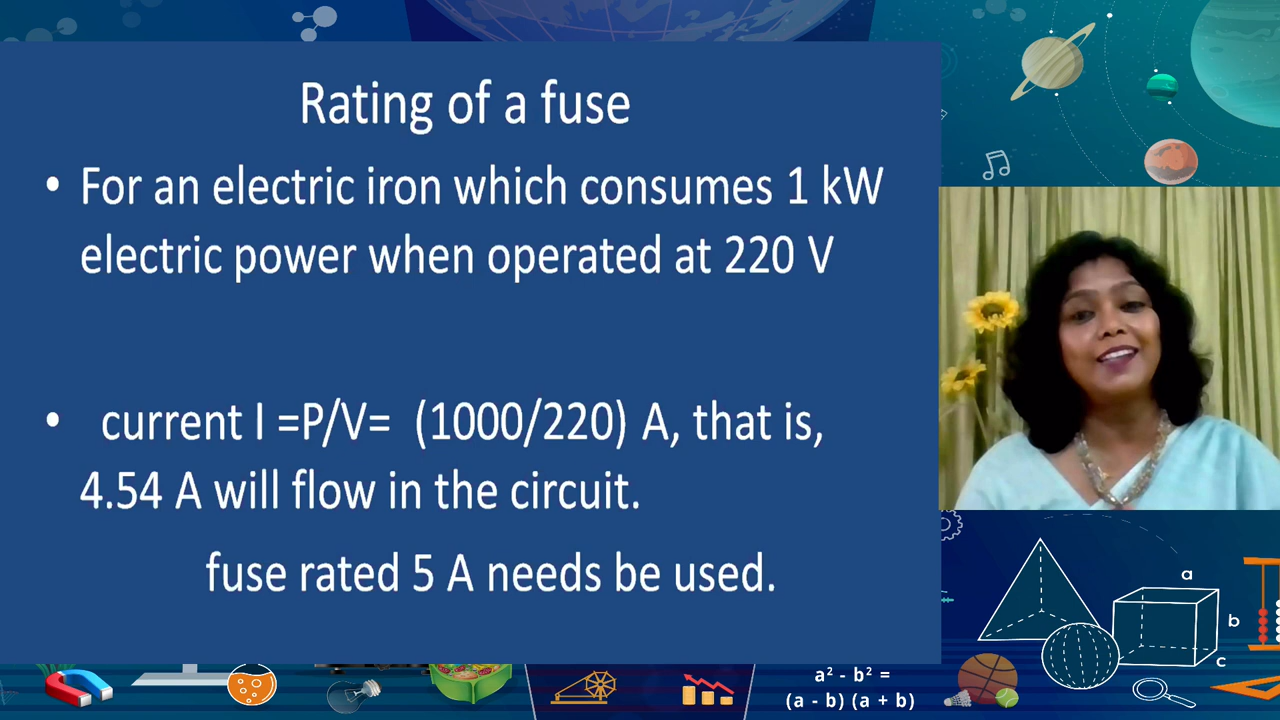 Rating of a fuse
• For an electric iron which consumes 1 kW
electric power when operated at 220 V
• current I =P/V= (1000/220) A, that is,
4.54 A will flow in the circuit.
fuse rated 5 A needs be used.
a
b
c
a² - b² =
(a - b) (a + b)